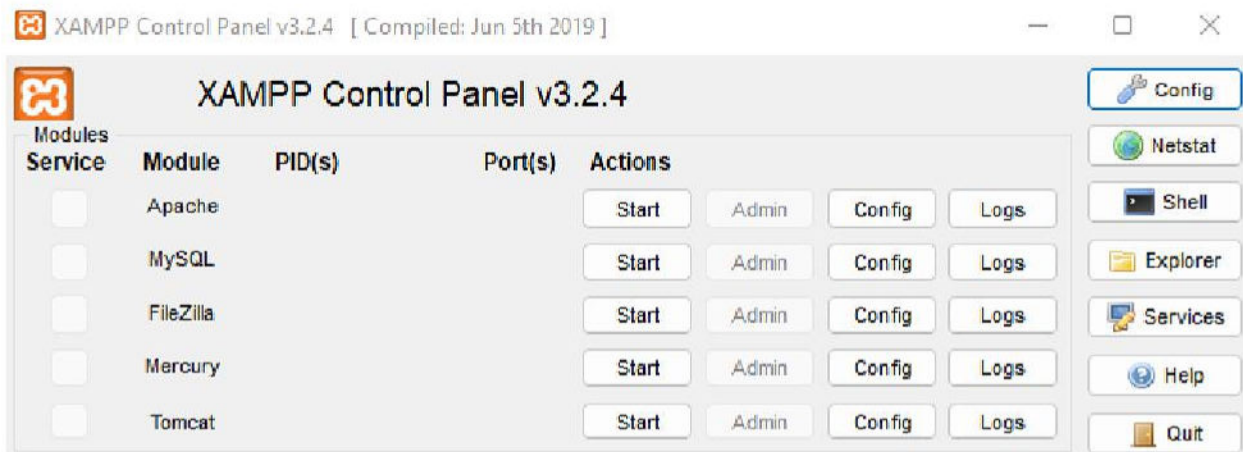 XAMPP Control Panel v3.2.4 [ Compiled: Jun 5th 2019 ]
XAMPP Control Panel v3.2.4
Config
Modules
Service Module PID(s) Port(s) Actions
Netstat
Apache Start Admin Config Logs
Shell
MySQL Start Admin Config Logs
Explorer
FileZilla Start Admin Config Logs
Services
Mercury Start Admin Config Logs
Help
Tomcat Start Admin Config Logs
Quit